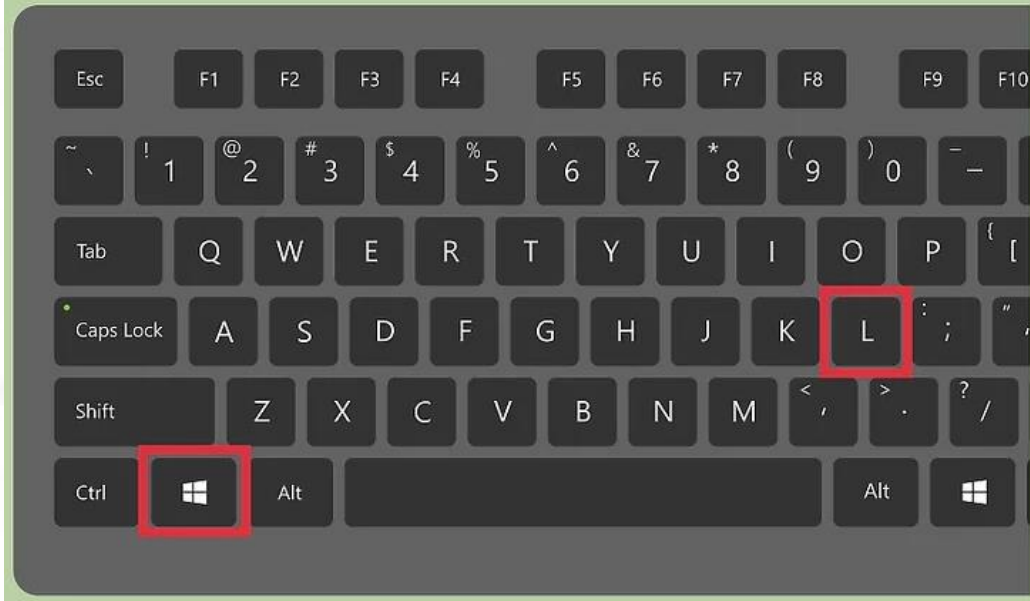 Esc F1 F2 F3 F4 F5 F6 F7 F8 F9 F10
~ ` ! 1 @ 2 # 3 $ 4 % 5 ^ 6 & 7 * 8 ( 9 ) 0 – —
Tab Q W E R T Y U I O P { [
Caps Lock A S D F G H J K L : ; "
Shift Z X C V B N M < , > . ? /
Ctrl Alt Alt